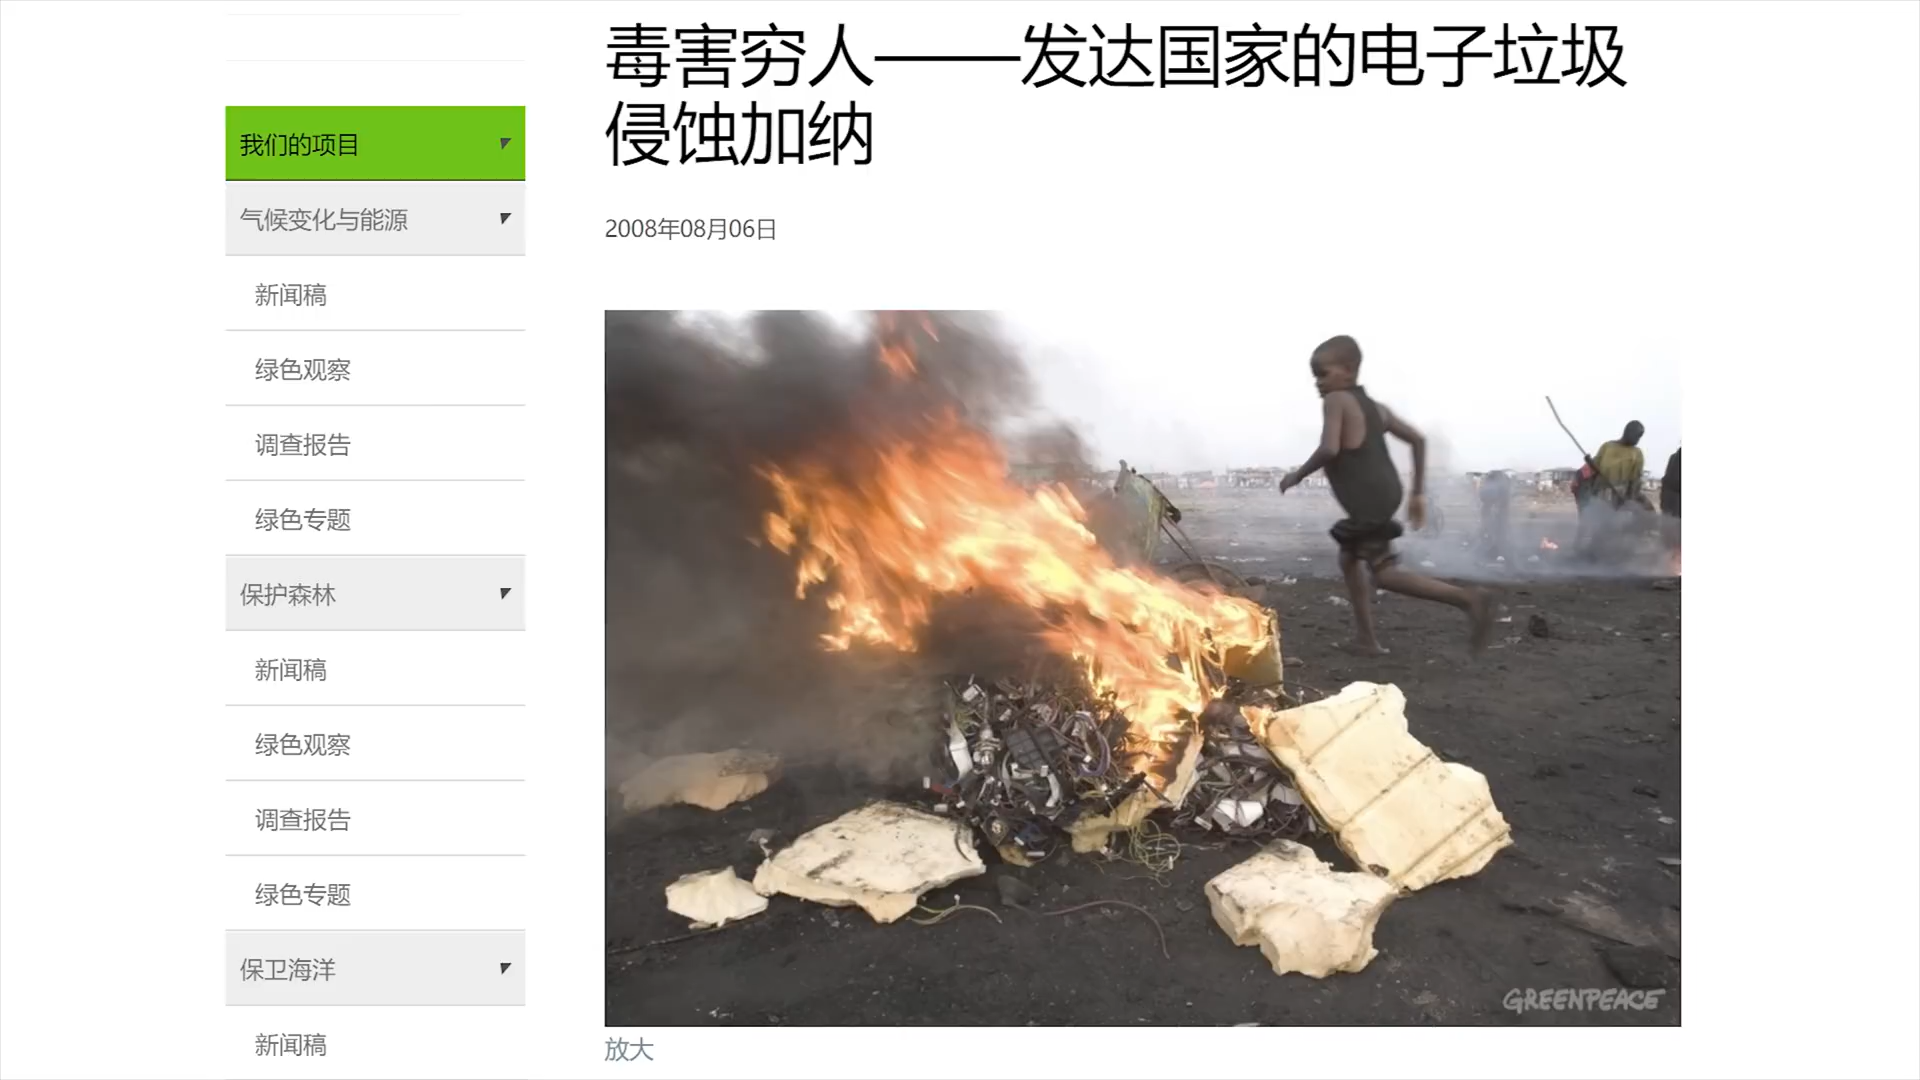 毒害穷人——发达国家的电子垃圾
侵蚀加纳
2008年08月06日
我们的项目
气候变化与能源
新闻稿
绿色观察
调查报告
绿色专题
保护森林
新闻稿
绿色观察
调查报告
绿色专题
保卫海洋
新闻稿
GREENPEACE
放大